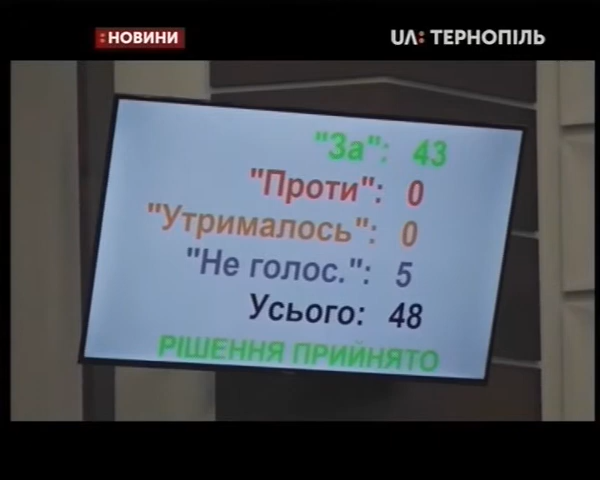 :НОВИНИ
UA: ТЕРНОПІЛЬ
"За": 43
"Проти": 0
"Утрималось": 0
"Не голос.": 5
Усього: 48
РІШЕННЯ ПРИЙНЯТО